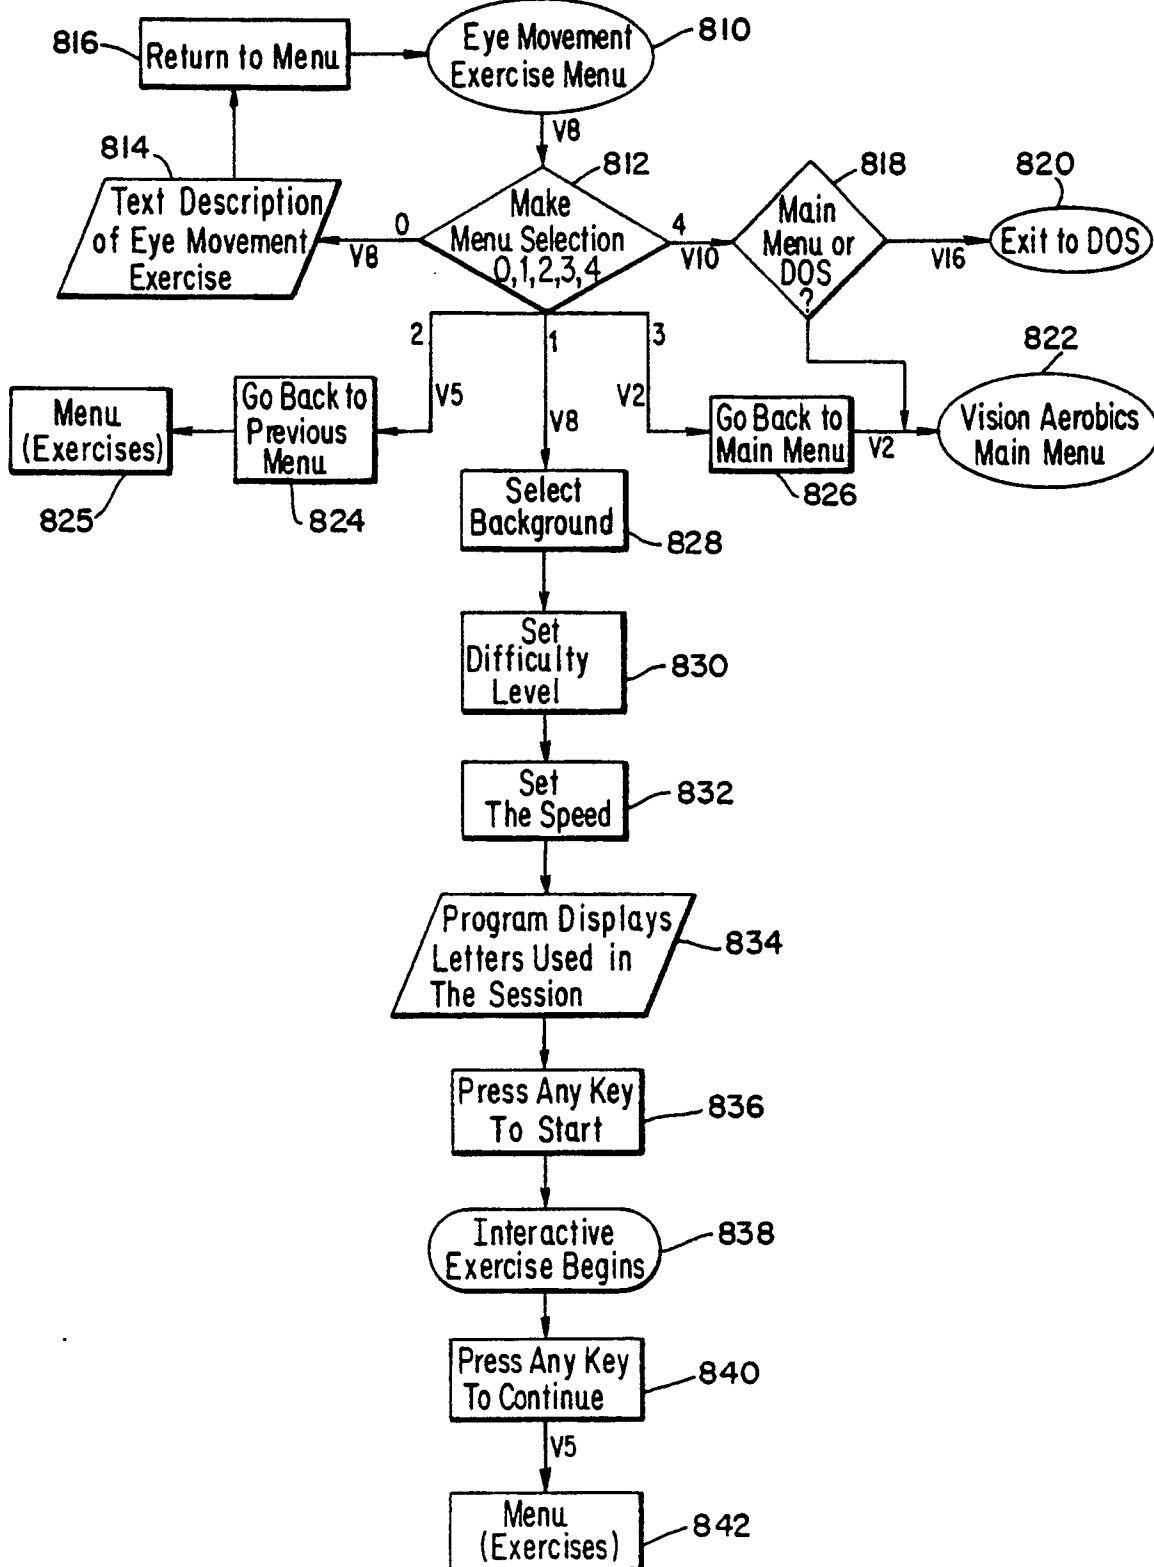 816
Return to Menu
Eye Movement
Exercise Menu
810
V8
814
Text Description
of Eye Movement
Exercise
0
V8
812
Make
Menu Selection
0,1,2,3,4
4
V10
818
Main
Menu or
DOS
?
V16
820
Exit to DOS
2
1
3
V5
V8
V2
Menu
(Exercises)
825
Go Back to
Previous
Menu
824
Go Back to
Main Menu
826
V2
822
Vision Aerobics
Main Menu
Select
Background
828
Set
Difficulty
Level
830
Set
The Speed
832
Program Displays
Letters Used in
The Session
834
Press Any Key
To Start
836
Interactive
Exercise Begins
838
Press Any Key
To Continue
840
V5
Menu
(Exercises)
842